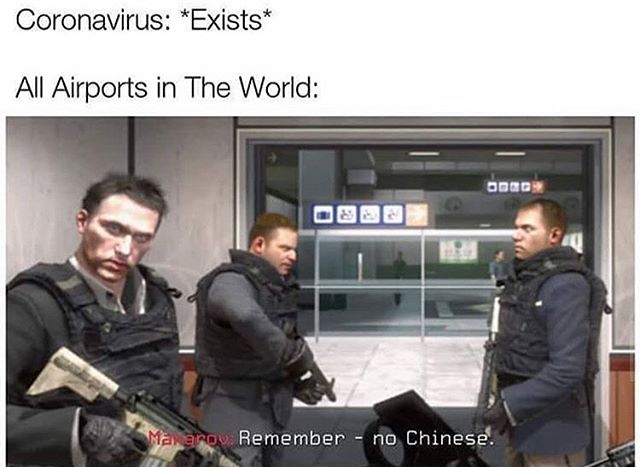 Coronavirus: *Exists*
All Airports in The World:
Makarov: Remember - no Chinese.